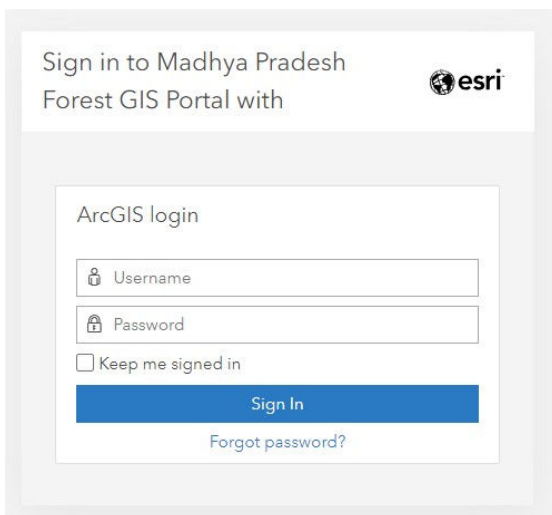 Sign in to Madhya Pradesh
Forest GIS Portal with
esri
ArcGIS login
Username
Password
Keep me signed in
Sign In
Forgot password?